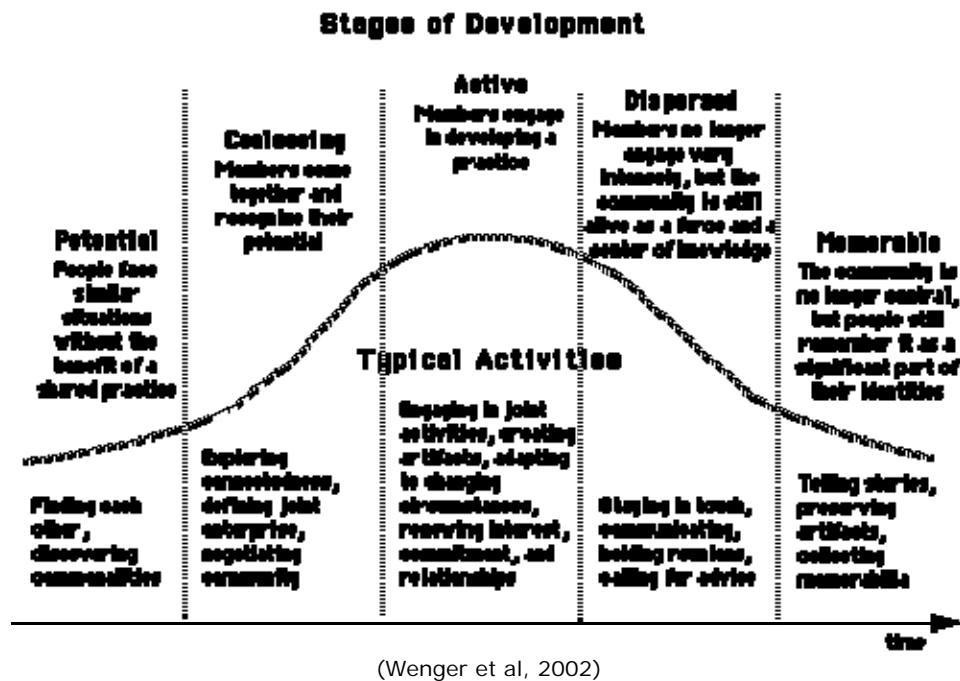 Stages of Development
Potential
People face
similar
situations
without the
benefit of a
shared practice
Coalescing
Members come
together and
recognize their
potential
Active
Members engage
in developing a
practice
Dispersed
Members no longer
engage very
intensely, but the
community is still
alive as a force and a
center of knowledge
Memorable
The community is
no longer central,
but people still
remember it as a
significant part of
their identities
Typical Activities
Finding each
other,
discovering
commonalities
Exploring
connectedness,
defining joint
enterprise,
negotiating
community
Engaging in joint
activities, creating
artifacts, adapting
to changing
circumstances,
renewing interest,
commitment, and
relationships
Staying in touch,
communicating,
holding reunions,
calling for advice
Telling stories,
preserving
artifacts,
collecting
memorabilia
time
(Wenger et al, 2002)